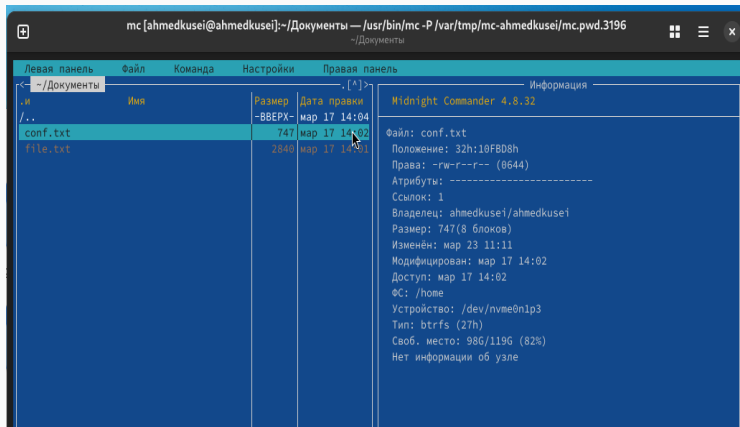 mc [ahmedkusei@ahmedkusei]:~/Документы — /usr/bin/mc -P /var/tmp/mc-ahmedkusei/mc.pwd.3196
~/Документы
Левая панель Файл Команда Настройки Правая панель
<— ~/Документы .[^]>
.и Имя Размер Дата правки
/.. -ВВЕРХ- мар 17 14:04
conf.txt 747 мар 17 14:02
file.txt 2840 мар 17 14:01
Информация
Midnight Commander 4.8.32
Файл: conf.txt
Положение: 32h:10FBD8h
Права: -rw-r--r-- (0644)
Атрибуты: -------------------------
Ссылок: 1
Владелец: ahmedkusei/ahmedkusei
Размер: 747(8 блоков)
Изменён: мар 23 11:11
Модифицирован: мар 17 14:02
Доступ: мар 17 14:02
ФС: /home
Устройство: /dev/nvme0n1p3
Тип: btrfs (27h)
Своб. место: 98G/119G (82%)
Нет информации об узле